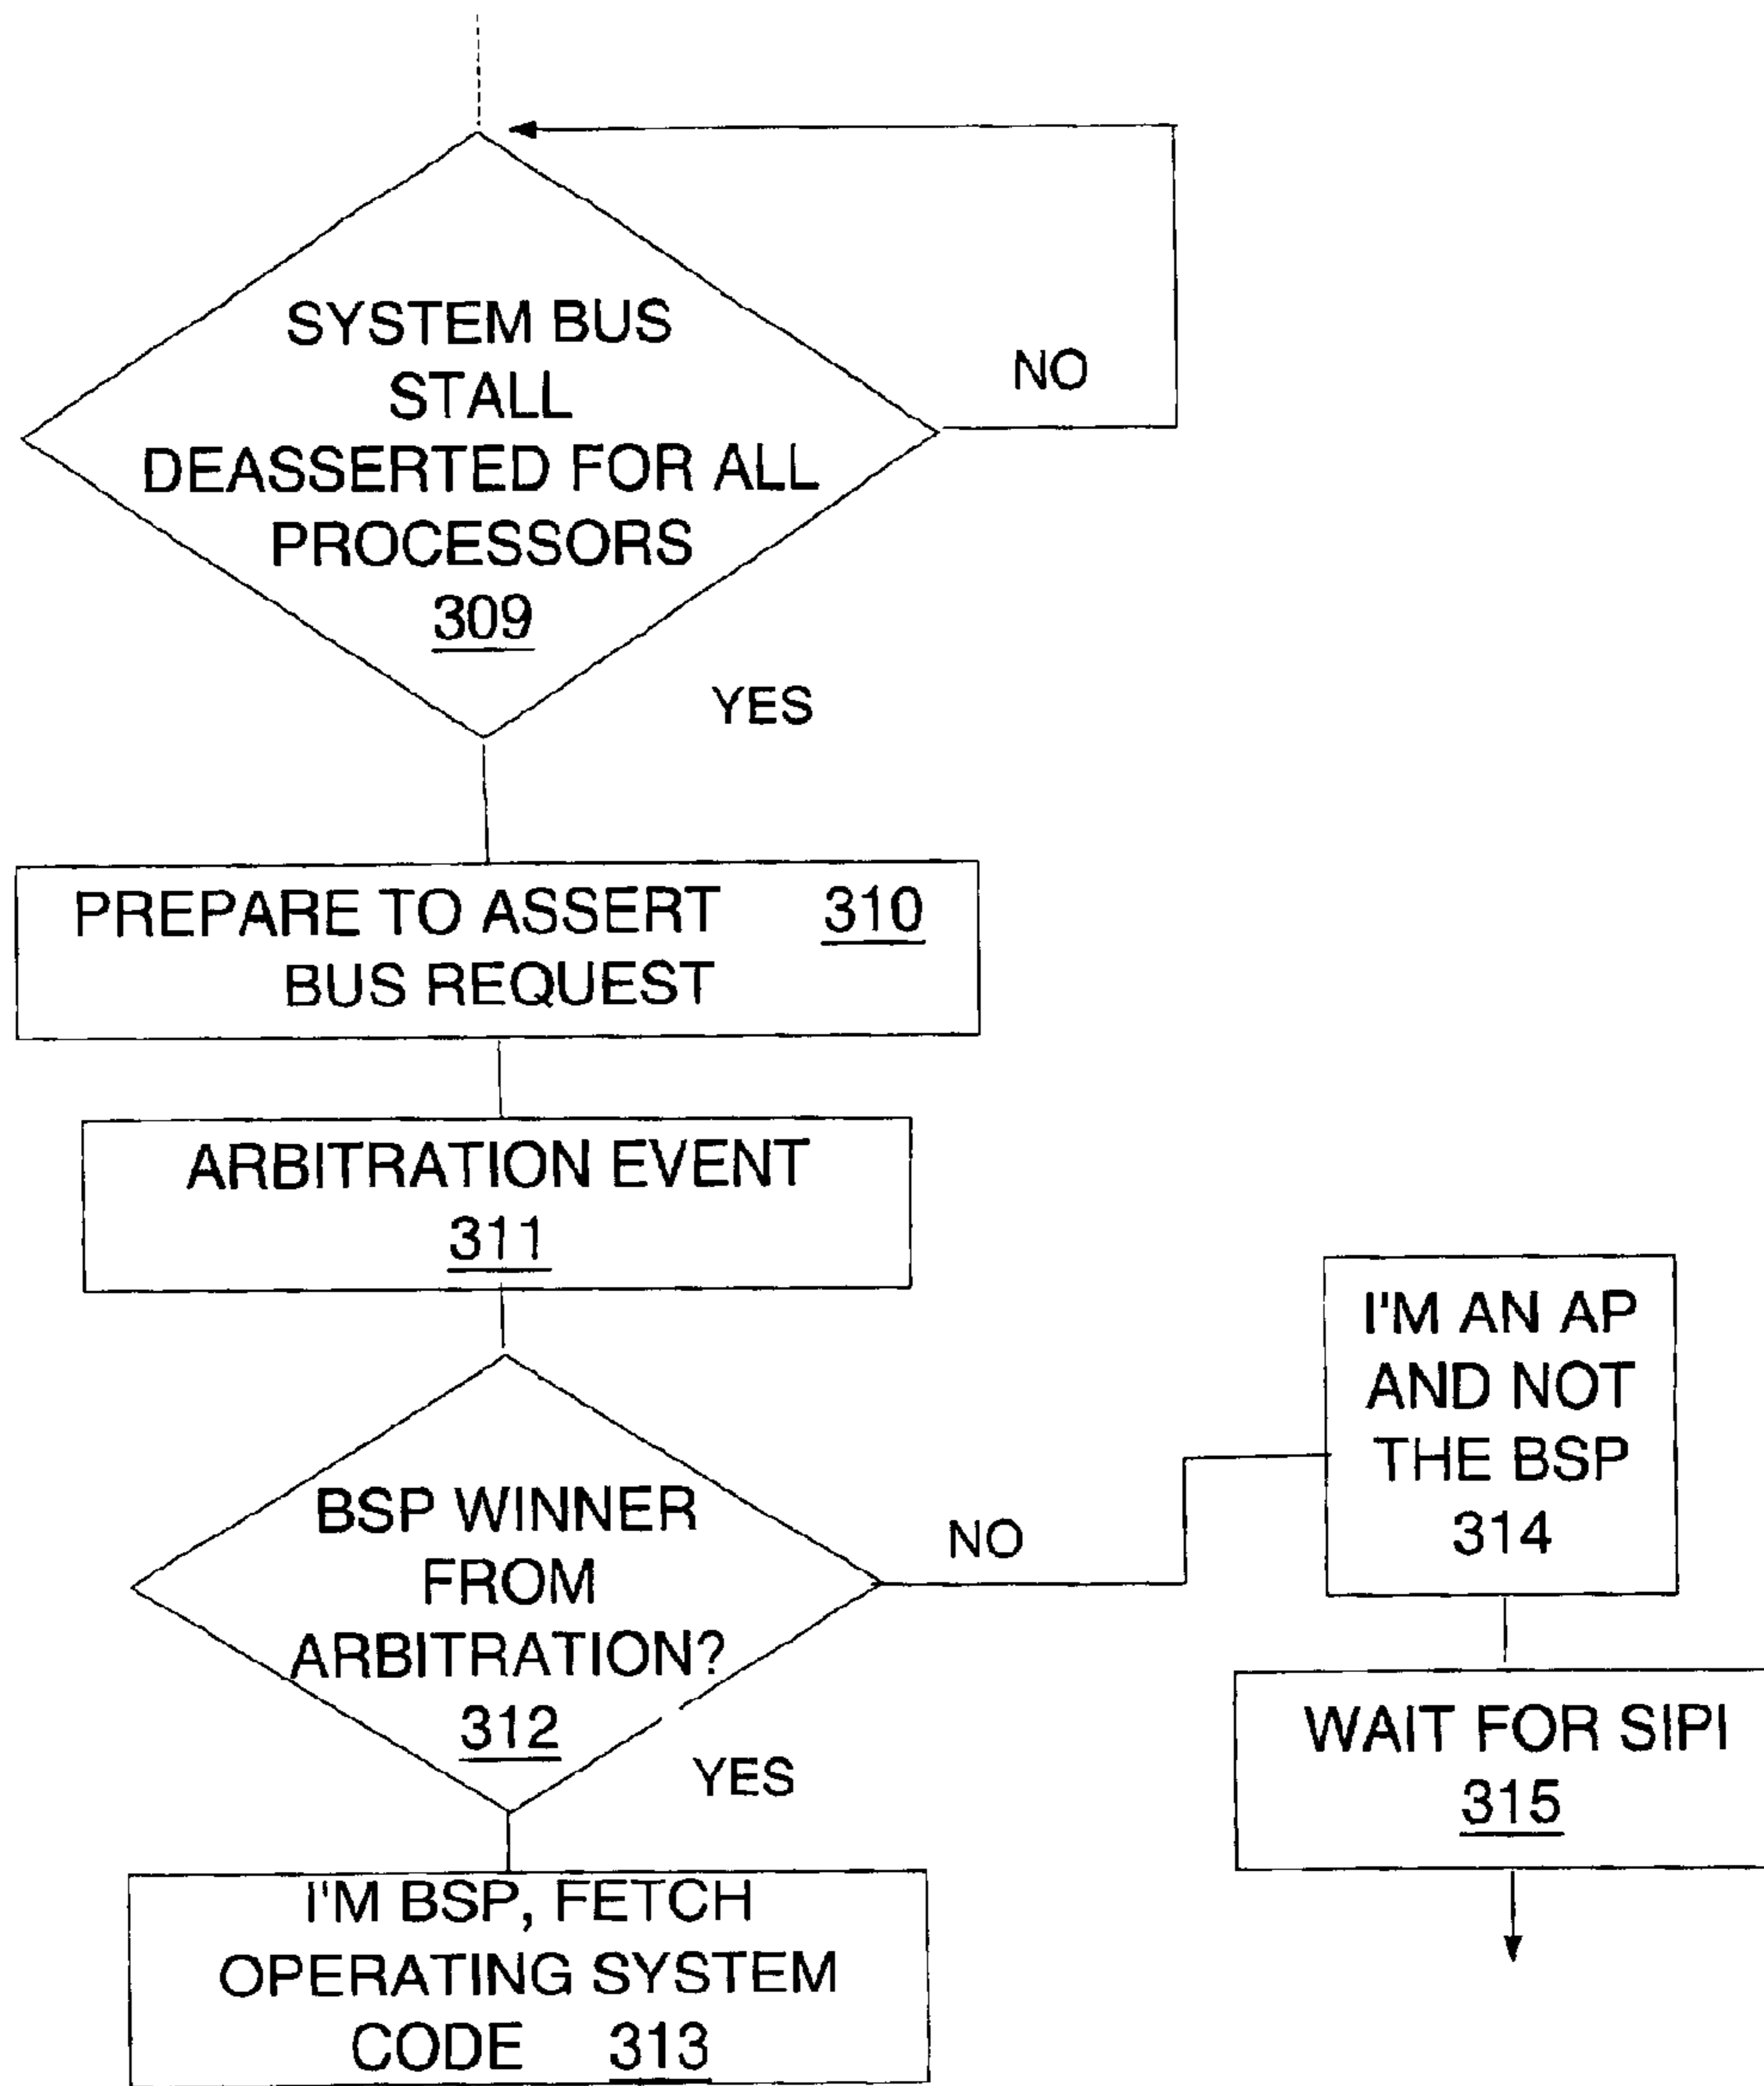 SYSTEM BUS
STALL
DEASSERTED FOR ALL
PROCESSORS
309
NO
YES
PREPARE TO ASSERT 310
BUS REQUEST
ARBITRATION EVENT
311
BSP WINNER
FROM
ARBITRATION?
312
NO
YES
I'M AN AP
AND NOT
THE BSP
314
WAIT FOR SIPI
315
I'M BSP, FETCH
OPERATING SYSTEM
CODE 313